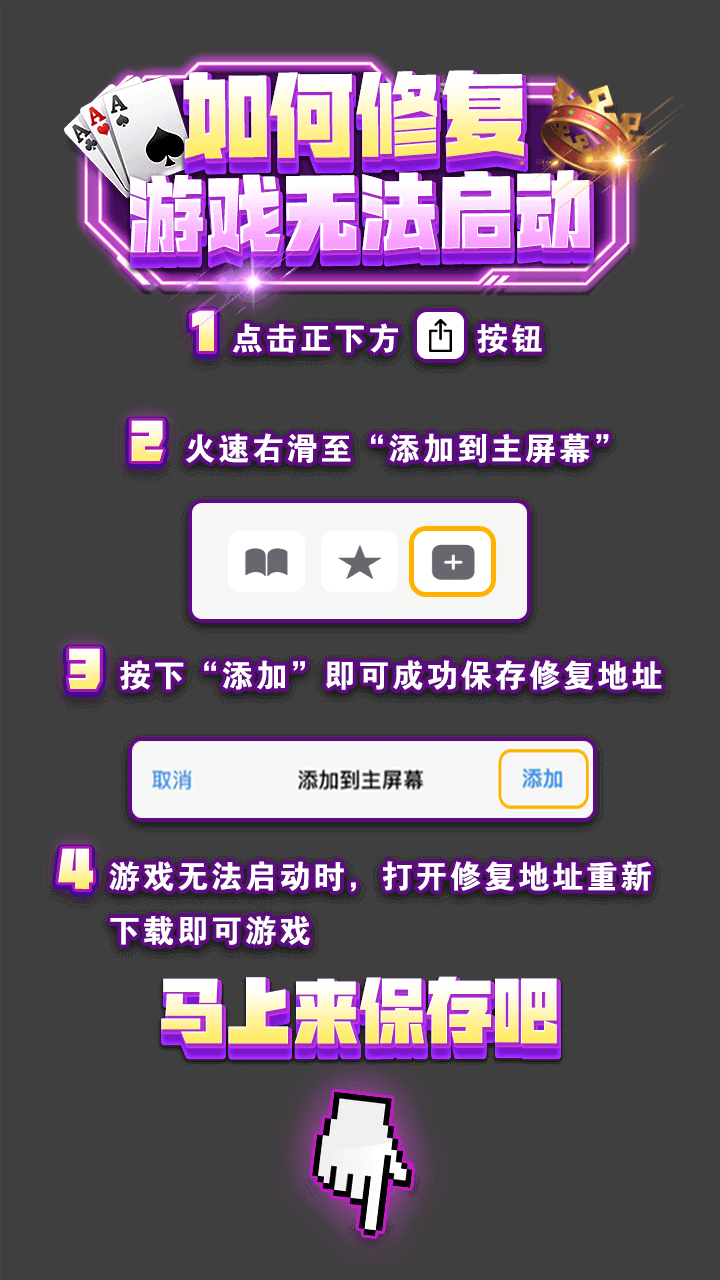 如何修复
游戏无法启动
1 点击正下方 按钮
2 火速右滑至“添加到主屏幕”
3 按下“添加”即可成功保存修复地址
取消 添加到主屏幕 添加
4 游戏无法启动时，打开修复地址重新
下载即可游戏
马上来保存吧